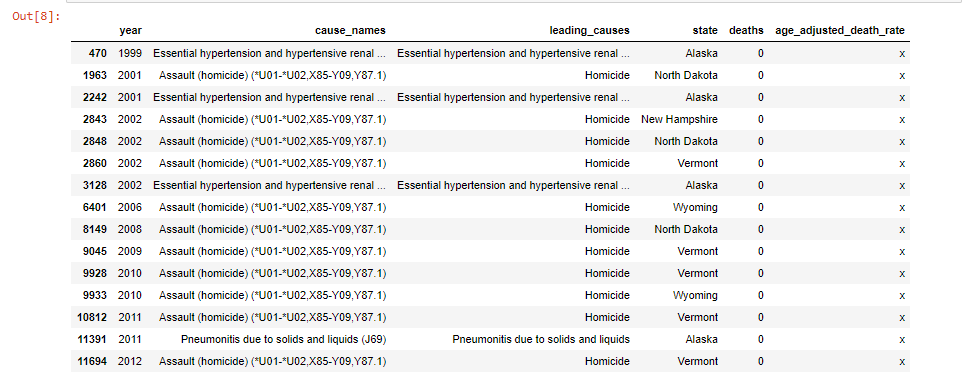 Out[8]:
year cause_names leading_causes state deaths age_adjusted_death_rate
470 1999 Essential hypertension and hypertensive renal ... Essential hypertension and hypertensive renal ... Alaska 0 x
1963 2001 Assault (homicide) (*U01-*U02,X85-Y09,Y87.1) Homicide North Dakota 0 x
2242 2001 Essential hypertension and hypertensive renal ... Essential hypertension and hypertensive renal ... Alaska 0 x
2843 2002 Assault (homicide) (*U01-*U02,X85-Y09,Y87.1) Homicide New Hampshire 0 x
2848 2002 Assault (homicide) (*U01-*U02,X85-Y09,Y87.1) Homicide North Dakota 0 x
2860 2002 Assault (homicide) (*U01-*U02,X85-Y09,Y87.1) Homicide Vermont 0 x
3128 2002 Essential hypertension and hypertensive renal ... Essential hypertension and hypertensive renal ... Alaska 0 x
6401 2006 Assault (homicide) (*U01-*U02,X85-Y09,Y87.1) Homicide Wyoming 0 x
8149 2008 Assault (homicide) (*U01-*U02,X85-Y09,Y87.1) Homicide North Dakota 0 x
9045 2009 Assault (homicide) (*U01-*U02,X85-Y09,Y87.1) Homicide Vermont 0 x
9928 2010 Assault (homicide) (*U01-*U02,X85-Y09,Y87.1) Homicide Vermont 0 x
9933 2010 Assault (homicide) (*U01-*U02,X85-Y09,Y87.1) Homicide Wyoming 0 x
10812 2011 Assault (homicide) (*U01-*U02,X85-Y09,Y87.1) Homicide Vermont 0 x
11391 2011 Pneumonitis due to solids and liquids (J69) Pneumonitis due to solids and liquids Alaska 0 x
11694 2012 Assault (homicide) (*U01-*U02,X85-Y09,Y87.1) Homicide Vermont 0 x